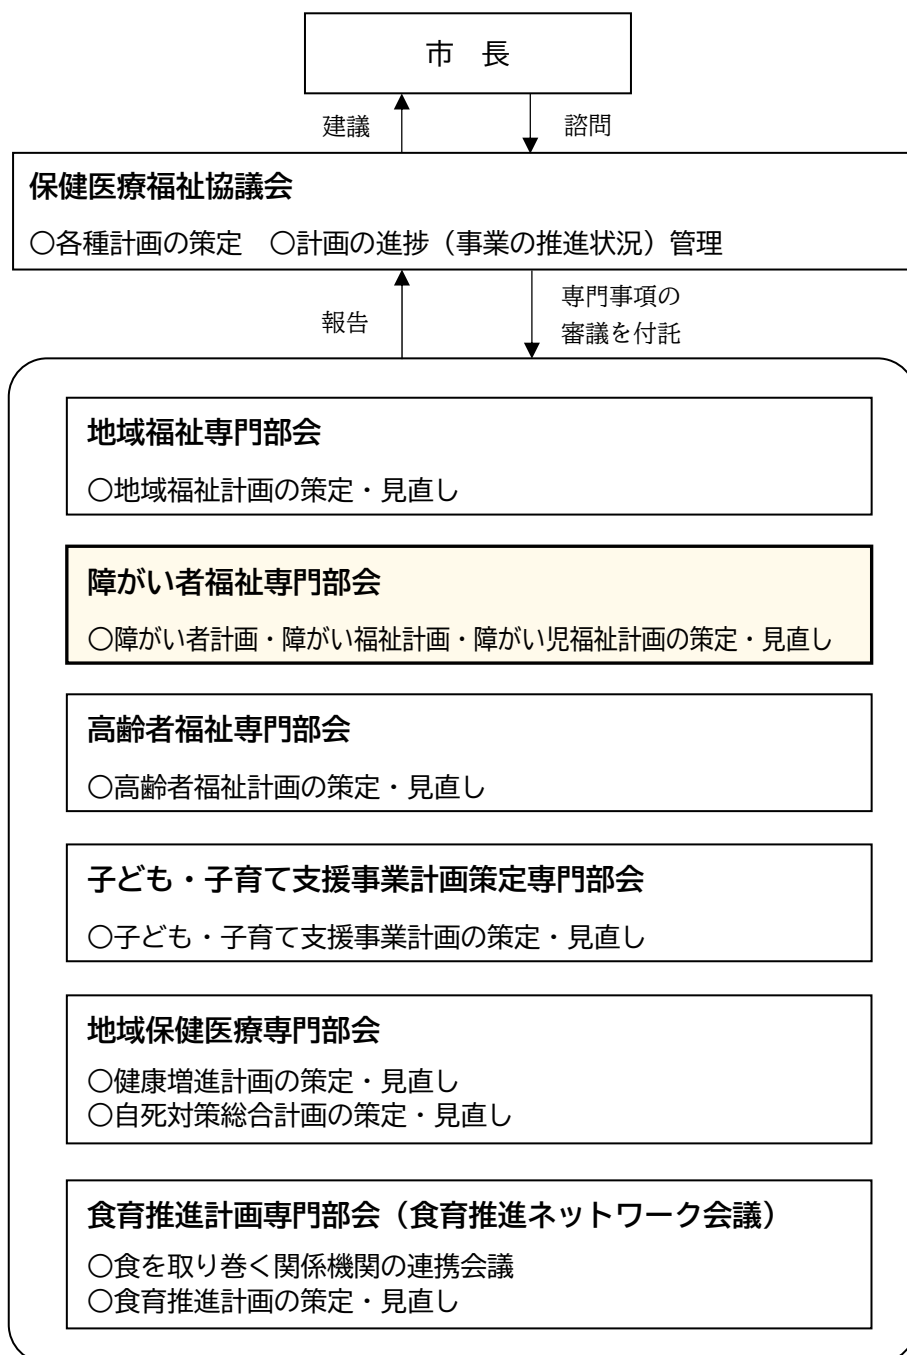 市　長
建議
諮問
保健医療福祉協議会
〇各種計画の策定　〇計画の進捗（事業の推進状況）管理
報告
専門事項の
審議を付託
地域福祉専門部会
〇地域福祉計画の策定・見直し
障がい者福祉専門部会
〇障がい者計画・障がい福祉計画・障がい児福祉計画の策定・見直し
高齢者福祉専門部会
〇高齢者福祉計画の策定・見直し
子ども・子育て支援事業計画策定専門部会
〇子ども・子育て支援事業計画の策定・見直し
地域保健医療専門部会
〇健康増進計画の策定・見直し
〇自死対策総合計画の策定・見直し
食育推進計画専門部会（食育推進ネットワーク会議）
〇食を取り巻く関係機関の連携会議
〇食育推進計画の策定・見直し